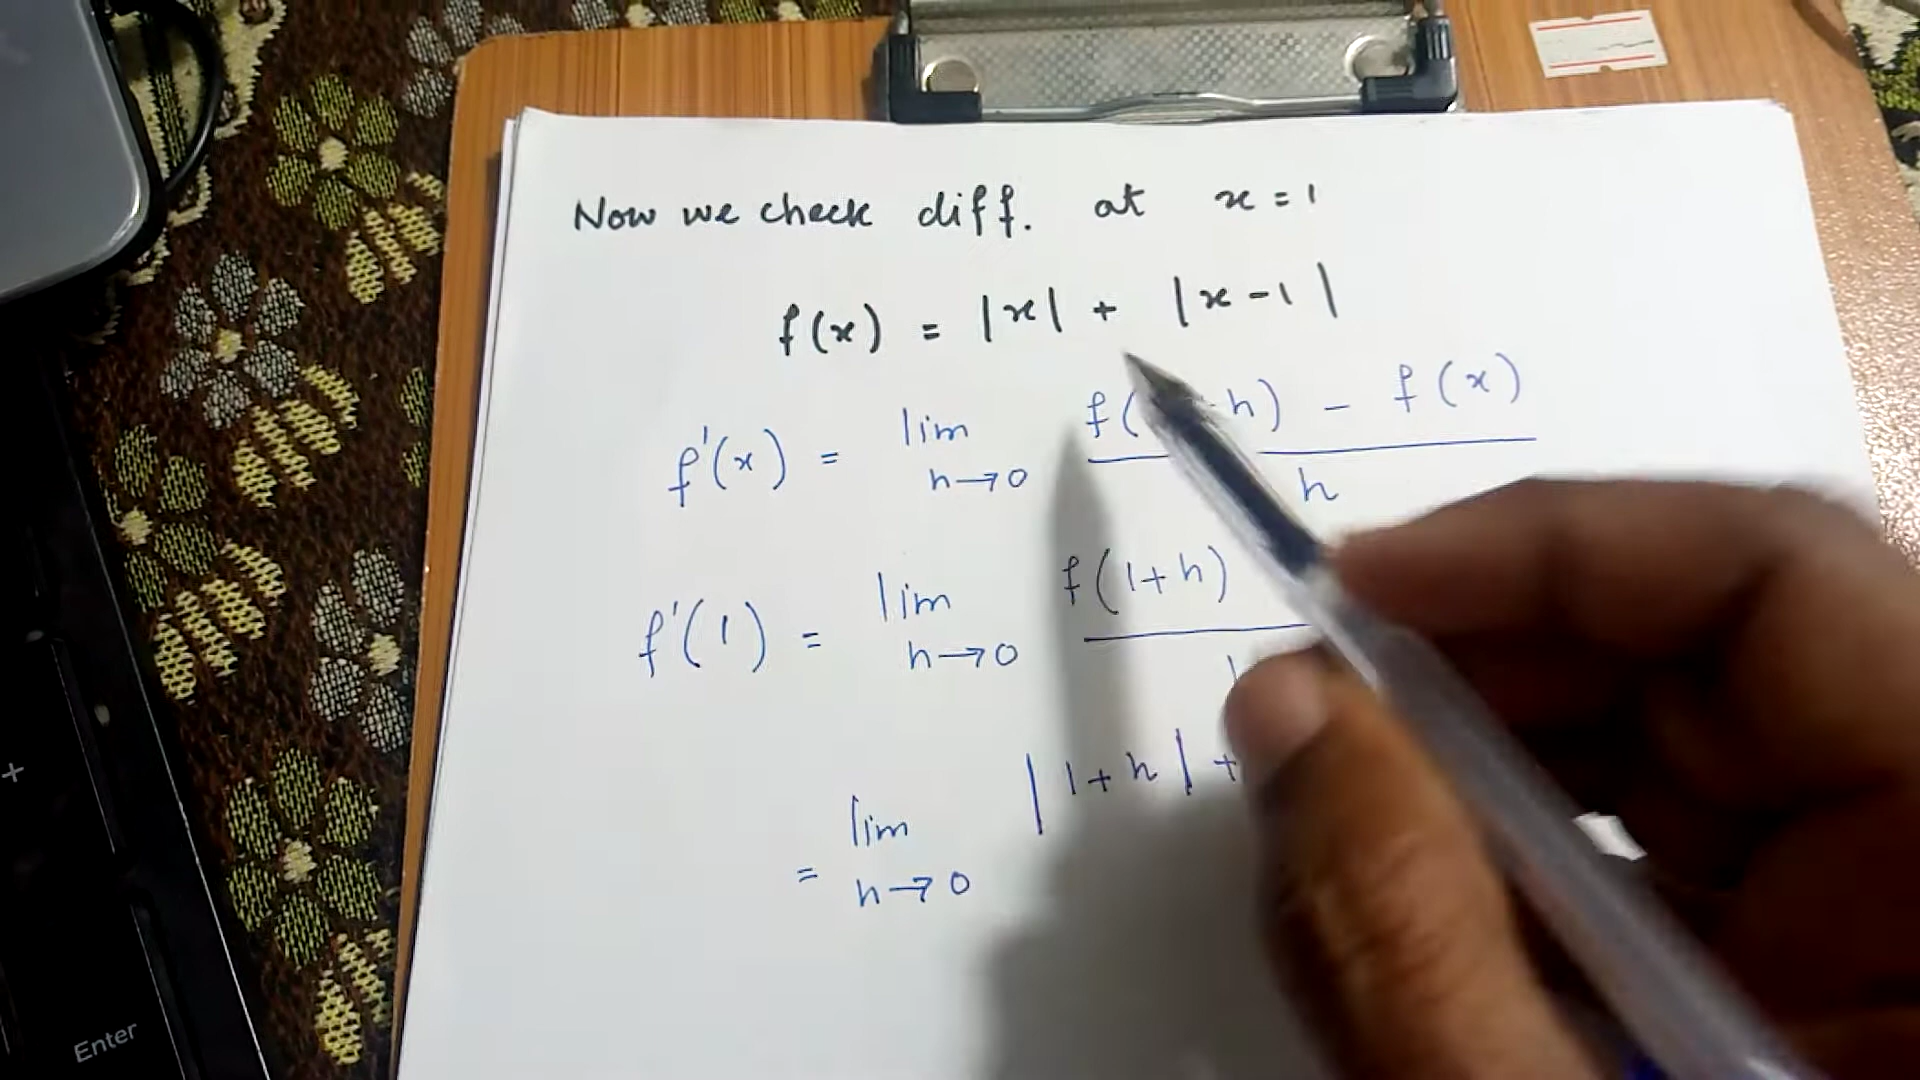 Now we check diff. at x = 1
f(x) = |x| + |x - 1|
f'(x) = lim h→0 f( h) - f(x) / h
f'(1) = lim h→0 f(1+h)
= lim h→0 |1+h| +
+
Enter